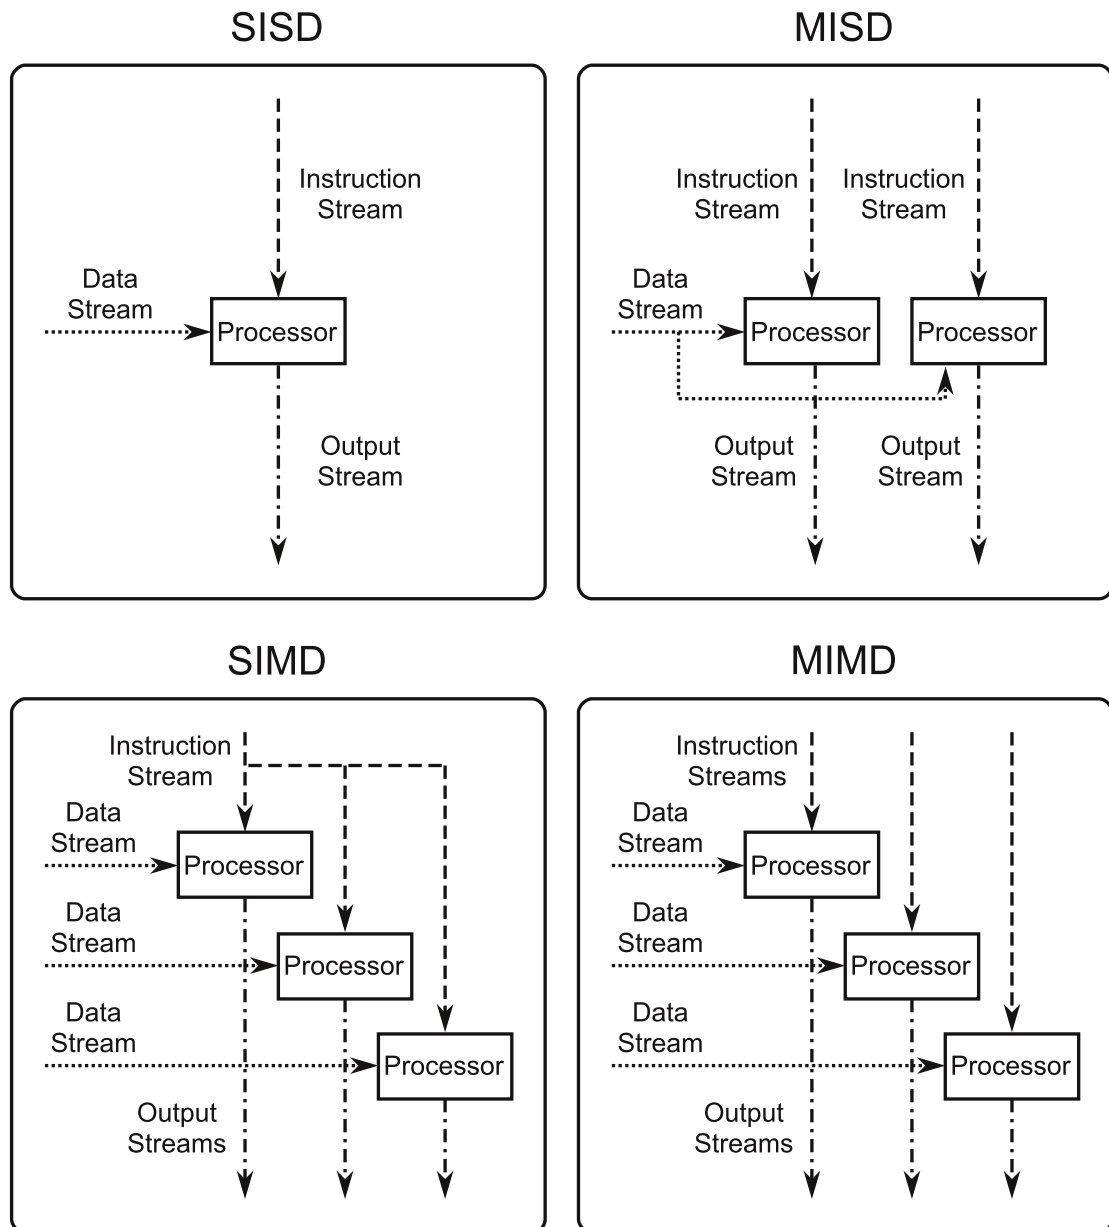 SISD
Instruction
Stream
Data
Stream
Processor
Output
Stream
MISD
Instruction
Stream
Instruction
Stream
Data
Stream
Processor
Processor
Output
Stream
Output
Stream
SIMD
Instruction
Stream
Data
Stream
Processor
Data
Stream
Processor
Data
Stream
Processor
Output
Streams
MIMD
Instruction
Streams
Data
Stream
Processor
Data
Stream
Processor
Data
Stream
Processor
Output
Streams